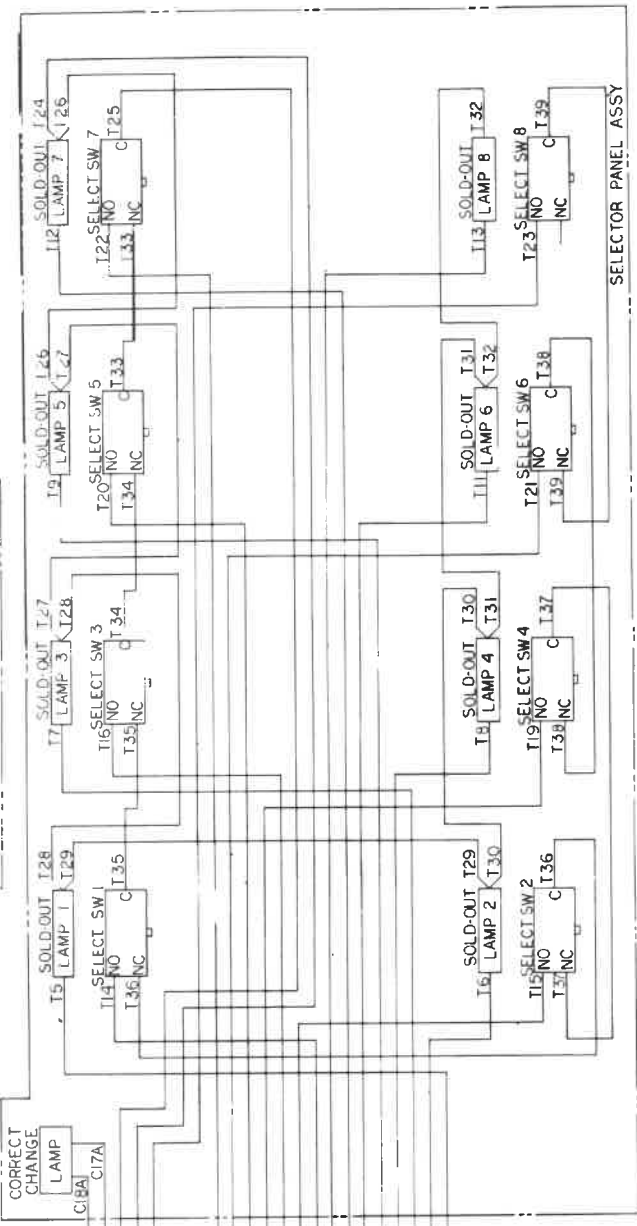 CORRECT
CHANGE
LAMP
C18A
C17A
SOLD-OUT T28
LAMP 1
T29
T5
SELECT SW 1
T14
NO
T35
T36
NC
C
SOLD-OUT T27
LAMP 3
T28
T7
SELECT SW 3
T16
NO
T34
T35
NC
C
SOLD-OUT T26
LAMP 5
T27
T9
SELECT SW 5
T20
NO
T33
T34
NC
C
SOLD-OUT T24
LAMP 7
T26
T12
SELECT SW 7
T22
NO
T25
T33
NC
C
SOLD-OUT T29
LAMP 2
T30
T6
SELECT SW 2
T15
NO
T36
T37
NC
C
SOLD-OUT T30
LAMP 4
T31
T8
SELECT SW 4
T19
NO
T37
T38
NC
C
SOLD-OUT T31
LAMP 6
T32
T11
SELECT SW 6
T21
NO
T38
T39
NC
C
SOLD-OUT
LAMP 8
T32
T13
SELECT SW 8
T23
NO
T39
NC
C
SELECTOR PANEL ASSY